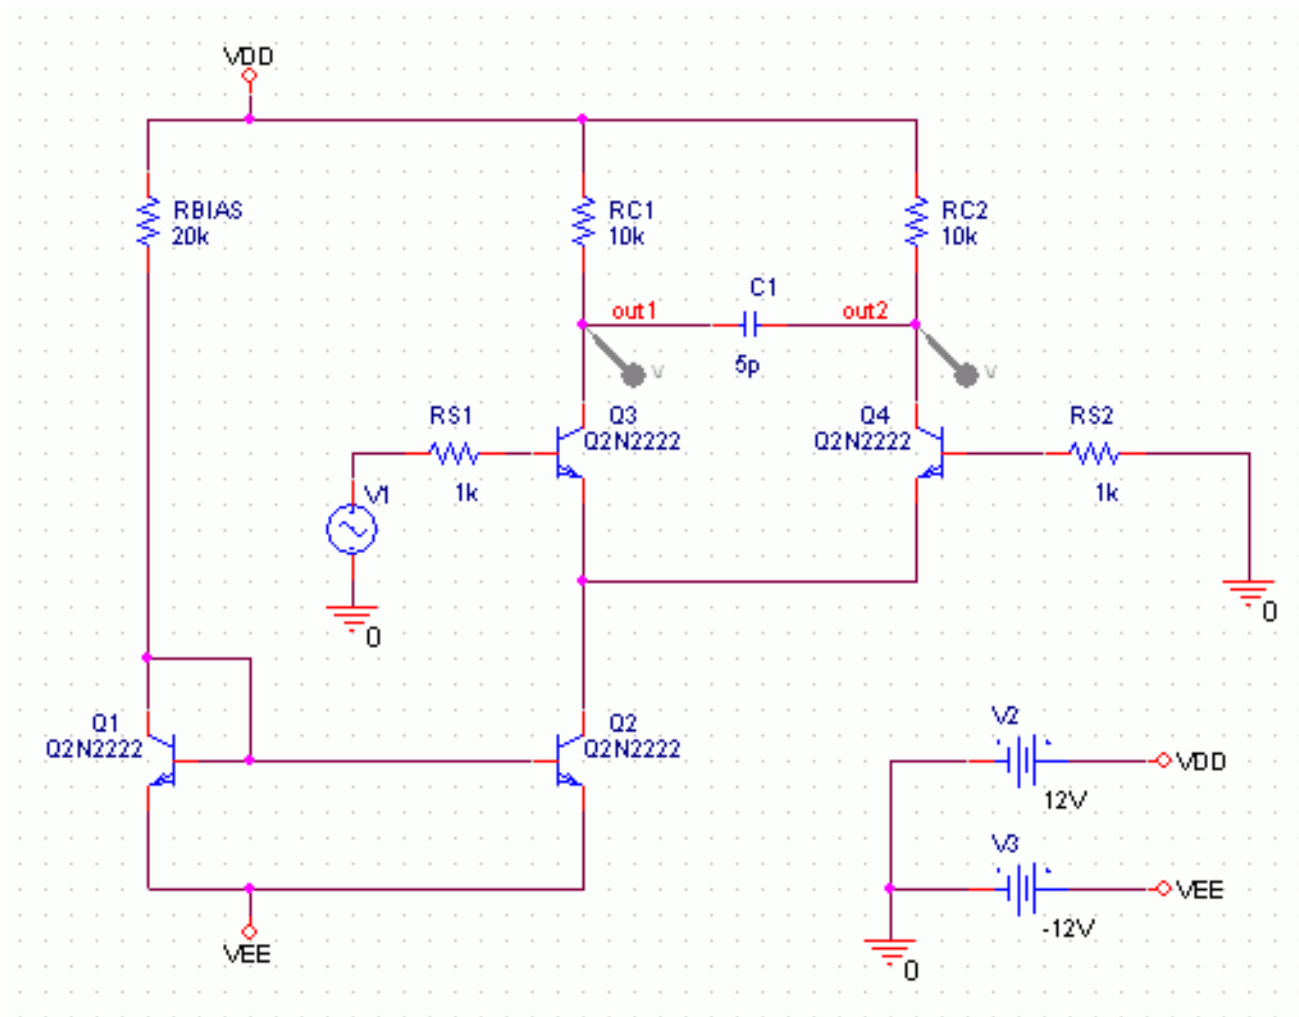 VDD
RBIAS
20k
RC1
10k
RC2
10k
C1
out1
out2
5p
V
V
RS1
1k
Q3
Q2N2222
Q4
Q2N2222
RS2
1k
V1
0
0
Q1
Q2N2222
Q2
Q2N2222
V2
VDD
12V
V3
VEE
-12V
VEE
0